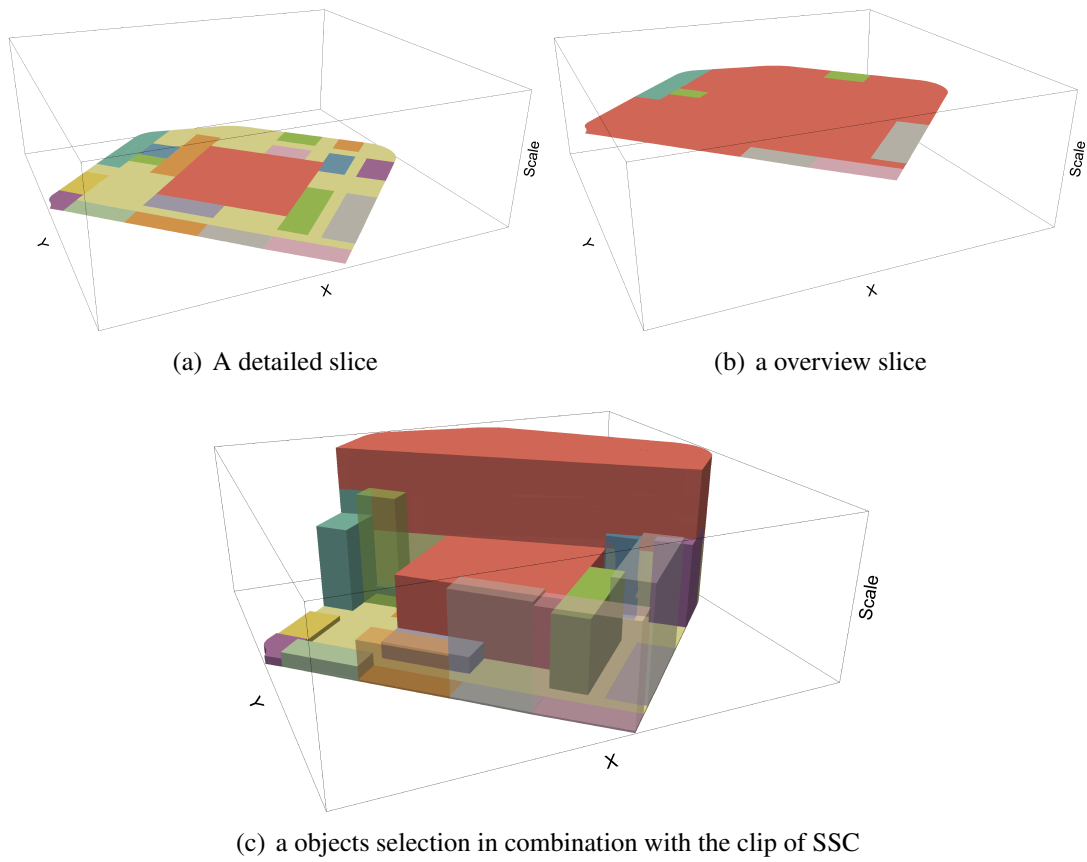 Scale
Y
X
(a) A detailed slice
Scale
Y
X
(b) a overview slice
Scale
Y
X
(c) a objects selection in combination with the clip of SSC